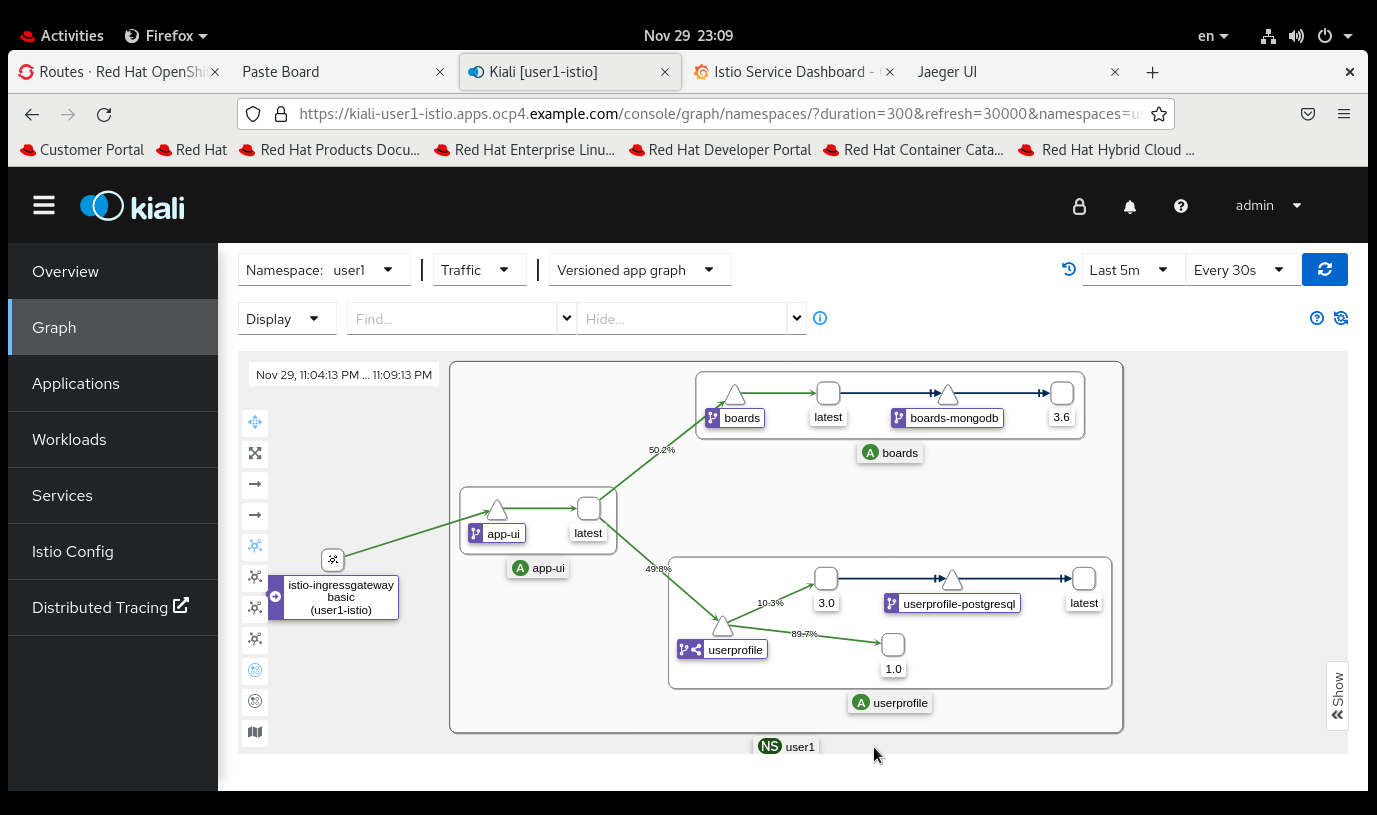 Activities
Firefox
Nov 29 23:09
en
Routes · Red Hat OpenShi
Paste Board
Kiali [user1-istio]
Istio Service Dashboard -
Jaeger UI
https://kiali-user1-istio.apps.ocp4.example.com/console/graph/namespaces/?duration=300&refresh=30000&namespaces=us
Customer Portal
Red Hat
Red Hat Products Docu...
Red Hat Enterprise Linu...
Red Hat Developer Portal
Red Hat Container Cata...
Red Hat Hybrid Cloud ...
kiali
admin
Overview
Graph
Applications
Workloads
Services
Istio Config
Distributed Tracing
Namespace: user1
Traffic
Versioned app graph
Last 5m
Every 30s
Display
Find...
Hide...
Nov 29, 11:04:13 PM ... 11:09:13 PM
boards
latest
boards-mongodb
3.6
A boards
50.2%
app-ui
latest
A app-ui
49.8%
istio-ingressgateway
basic
(user1-istio)
10.3%
3.0
userprofile-postgresql
latest
89.7%
userprofile
1.0
A userprofile
NS user1
Show